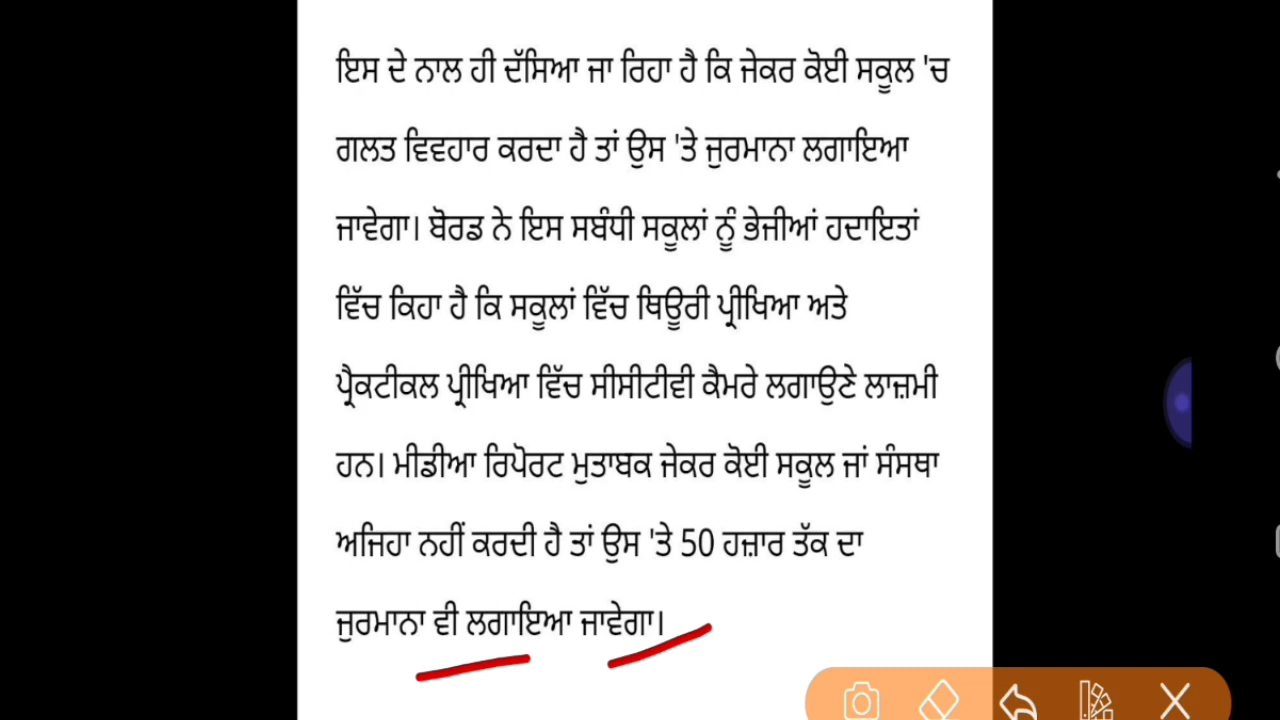 ਇਸ ਦੇ ਨਾਲ ਹੀ ਦੱਸਿਆ ਜਾ ਰਿਹਾ ਹੈ ਕਿ ਜੇਕਰ ਕੋਈ ਸਕੂਲ 'ਚ
ਗਲਤ ਵਿਵਹਾਰ ਕਰਦਾ ਹੈ ਤਾਂ ਉਸ 'ਤੇ ਜੁਰਮਾਨਾ ਲਗਾਇਆ
ਜਾਵੇਗਾ। ਬੋਰਡ ਨੇ ਇਸ ਸਬੰਧੀ ਸਕੂਲਾਂ ਨੂੰ ਭੇਜੀਆਂ ਹਦਾਇਤਾਂ
ਵਿੱਚ ਕਿਹਾ ਹੈ ਕਿ ਸਕੂਲਾਂ ਵਿੱਚ ਥਿਊਰੀ ਪ੍ਰੀਖਿਆ ਅਤੇ
ਪ੍ਰੈਕਟੀਕਲ ਪ੍ਰੀਖਿਆ ਵਿੱਚ ਸੀਸੀਟੀਵੀ ਕੈਮਰੇ ਲਗਾਉਣੇ ਲਾਜ਼ਮੀ
ਹਨ। ਮੀਡੀਆ ਰਿਪੋਰਟ ਮੁਤਾਬਕ ਜੇਕਰ ਕੋਈ ਸਕੂਲ ਜਾਂ ਸੰਸਥਾ
ਅਜਿਹਾ ਨਹੀਂ ਕਰਦੀ ਹੈ ਤਾਂ ਉਸ 'ਤੇ 50 ਹਜ਼ਾਰ ਤੱਕ ਦਾ
ਜੁਰਮਾਨਾ ਵੀ ਲਗਾਇਆ ਜਾਵੇਗਾ।